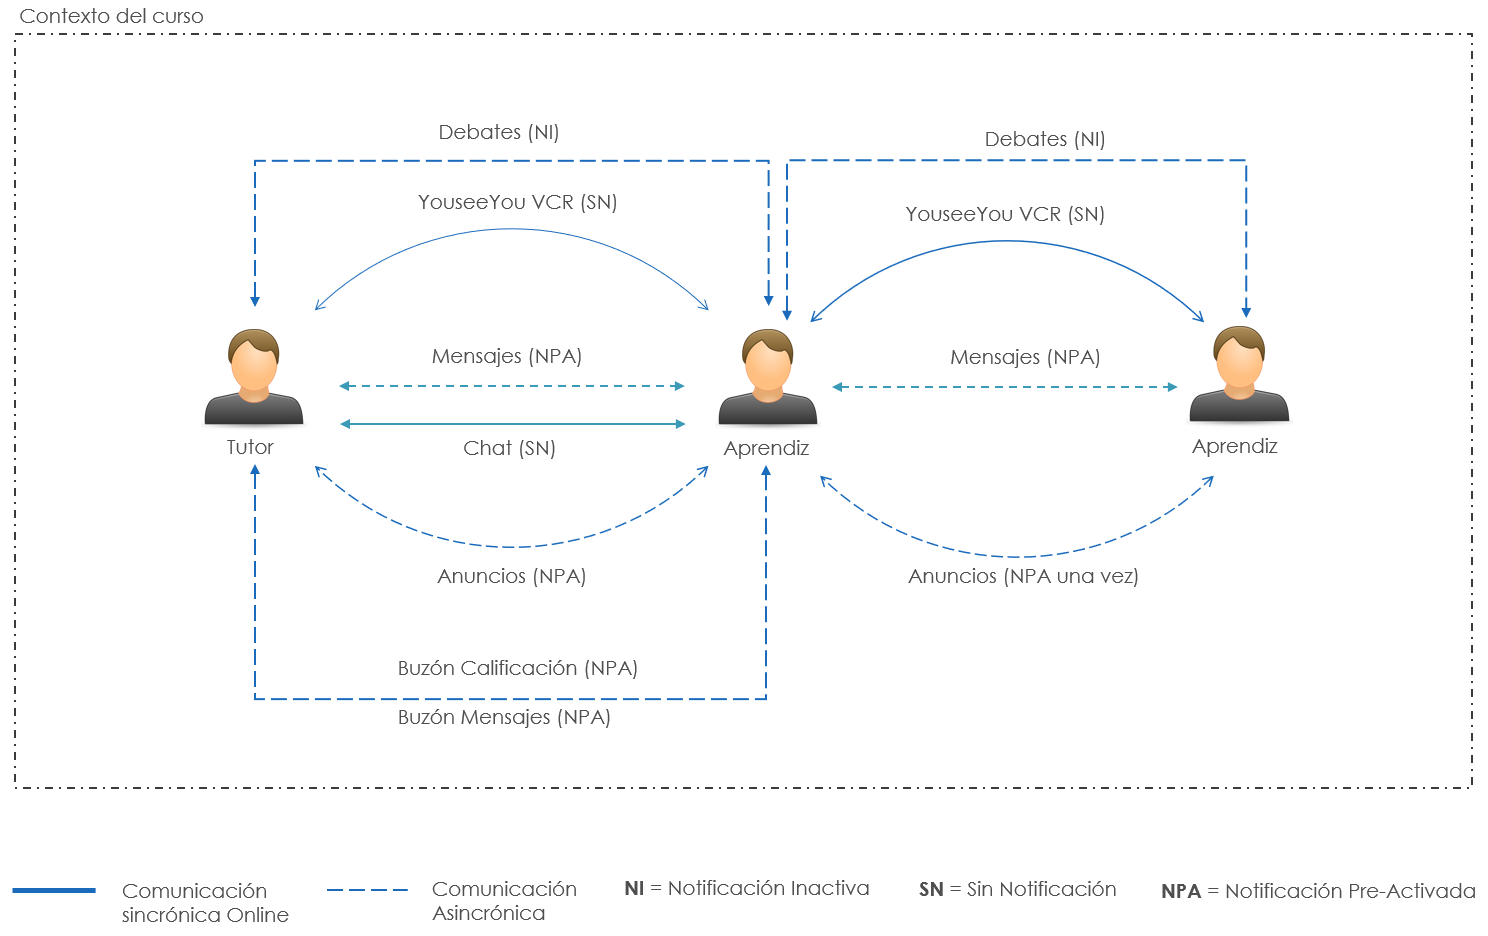 Contexto del curso
Debates (NI)
Debates (NI)
YouseeYou VCR (SN)
YouseeYou VCR (SN)
Mensajes (NPA)
Mensajes (NPA)
Chat (SN)
Tutor
Aprendiz
Aprendiz
Anuncios (NPA)
Anuncios (NPA una vez)
Buzón Calificación (NPA)
Buzón Mensajes (NPA)
Comunicación
sincrónica Online
Comunicación
Asincrónica
NI = Notificación Inactiva
SN = Sin Notificación
NPA = Notificación Pre-Activada